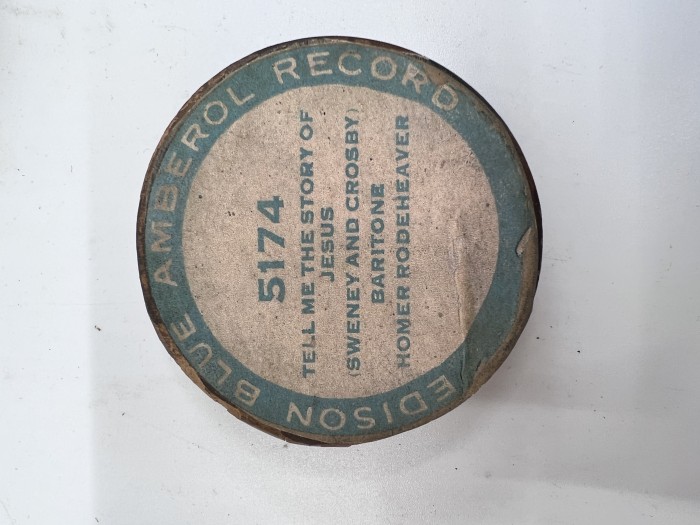 EDISON BLUE AMBEROL RECORD
5174
TELL ME THE STORY OF
JESUS
(SWENEY AND CROSBY)
BARITONE
HOMER RODEHEAVER